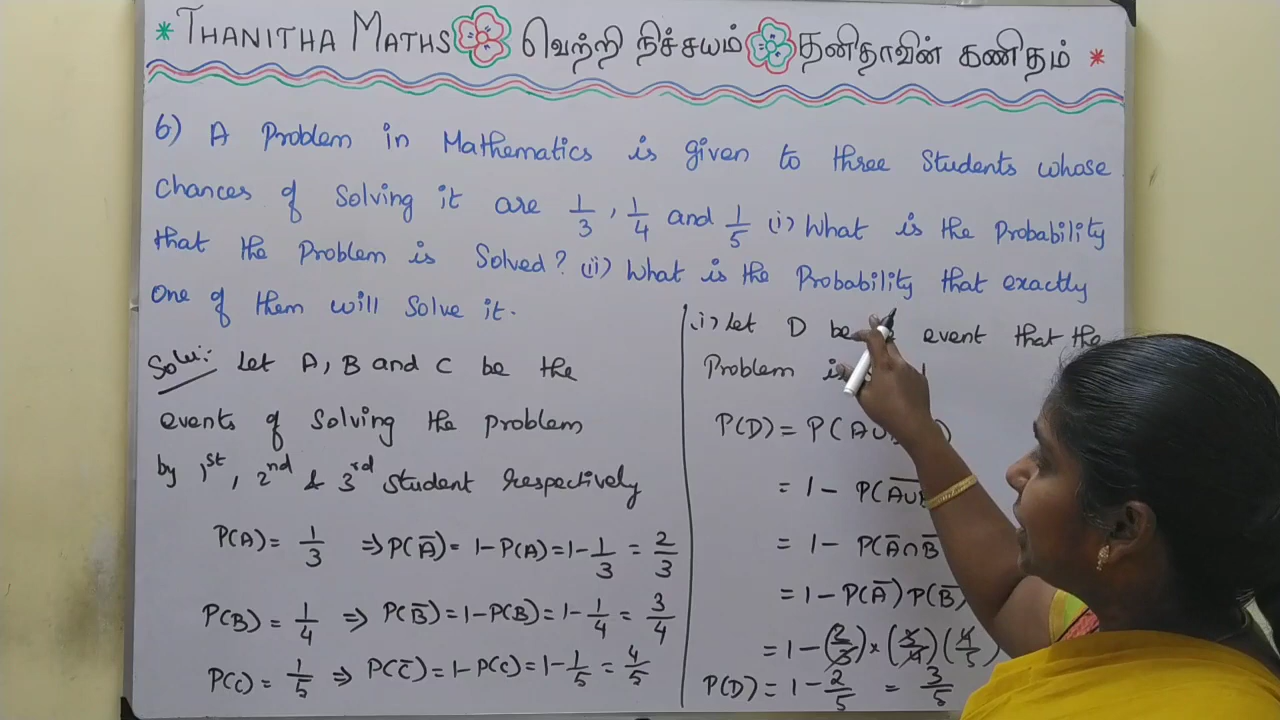 * THANITHA MATHS வெற்றி நிச்சயம் தனிதாவின் கணிதம் *
6) A Problem in Mathematics is given to three Students whose
Chances of Solving it are 1/3, 1/4 and 1/5 (i) What is the Probability
that the Problem is Solved? (ii) What is the Probability that exactly
One of them will Solve it.
Solu: Let A, B and C be the
events of Solving the Problem
by 1st, 2nd & 3rd Student respectively
P(A) = 1/3 ⇒ P(A̅) = 1-P(A) = 1-1/3 = 2/3
P(B) = 1/4 ⇒ P(B̅) = 1-P(B) = 1-1/4 = 3/4
P(C) = 1/5 ⇒ P(C̅) = 1-P(C) = 1-1/5 = 4/5
(i) Let D be event that the
Problem is
P(D) = P(A∪
= 1 - P(A∪B
= 1 - P(A̅∩B̅
= 1 - P(A̅) P(B̅)
= 1 - (2/3) × (3/4) (4/5)
P(D) = 1 - 2/5 = 3/5